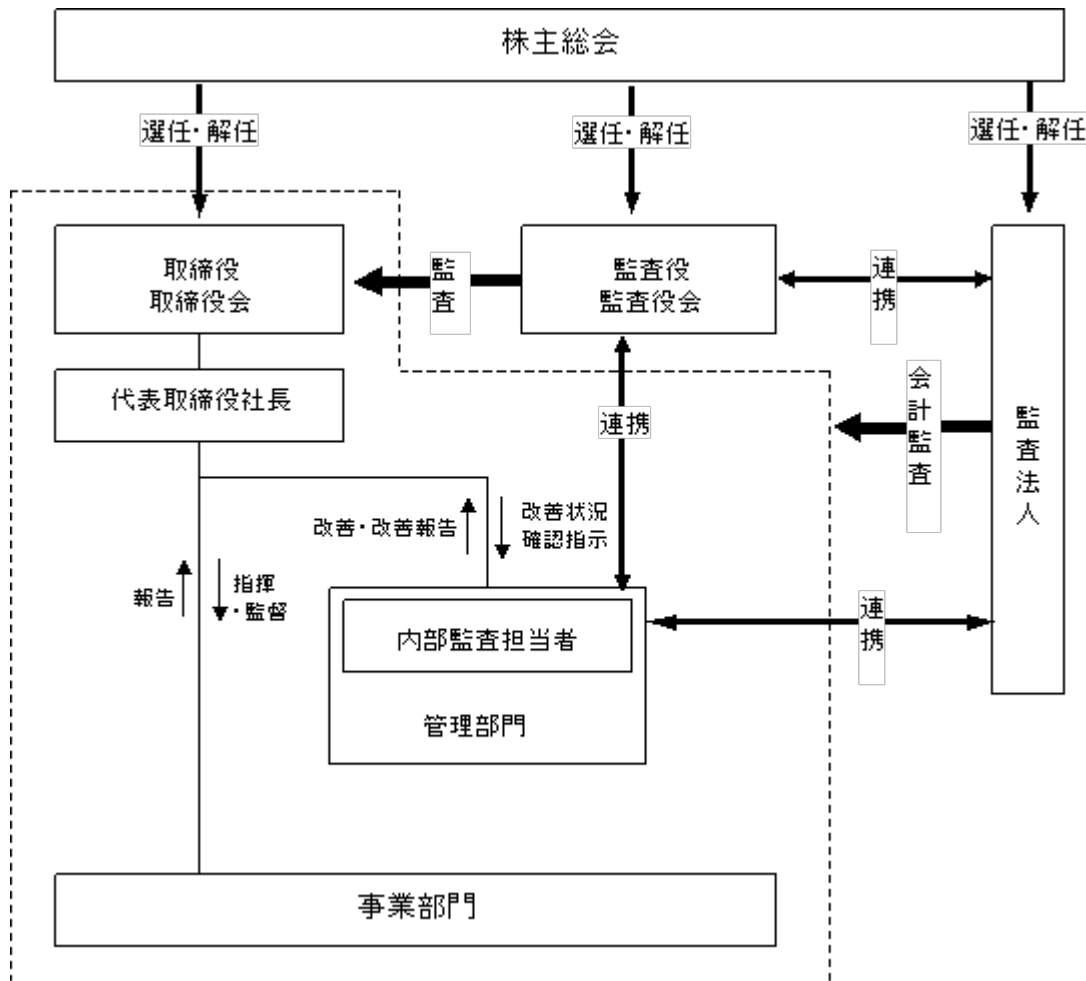 株主総会
選任・解任
選任・解任
選任・解任
取締役
取締役会
監査
監査役
監査役会
連携
代表取締役社長
連携
会計監査
監査法人
改善・改善報告
改善状況
確認指示
報告
指揮
・監督
内部監査担当者
連携
管理部門
事業部門